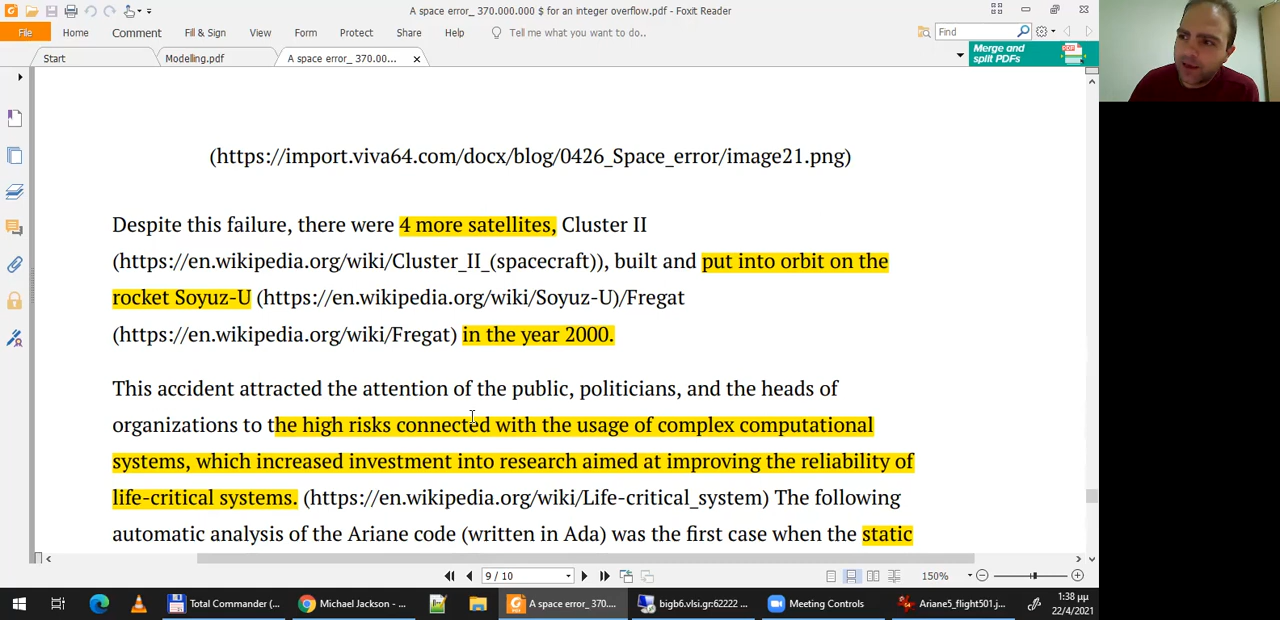 A space error_ 370.000.000 $ for an integer overflow.pdf - Foxit Reader
File Home Comment Fill & Sign View Form Protect Share Help Tell me what you want to do.. Find
Start Modelling.pdf A space error_ 370.00... Merge and
split PDFs
(https://import.viva64.com/docx/blog/0426_Space_error/image21.png)
Despite this failure, there were 4 more satellites, Cluster II
(https://en.wikipedia.org/wiki/Cluster_II_(spacecraft)), built and put into orbit on the
rocket Soyuz-U (https://en.wikipedia.org/wiki/Soyuz-U)/Fregat
(https://en.wikipedia.org/wiki/Fregat) in the year 2000.
This accident attracted the attention of the public, politicians, and the heads of
organizations to the high risks connected with the usage of complex computational
systems, which increased investment into research aimed at improving the reliability of
life-critical systems. (https://en.wikipedia.org/wiki/Life-critical_system) The following
automatic analysis of the Ariane code (written in Ada) was the first case when the static
9 / 10 150%
Total Commander (... Michael Jackson - ... A space error_ 370.... bigb6.vlsi.gr:62222 ... Meeting Controls Ariane5_flight501.j... 1:38 μμ
22/4/2021